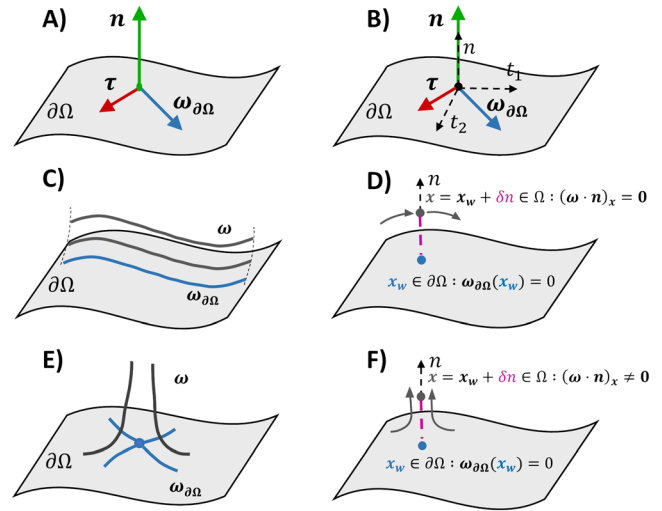 A)
n
τ
ω∂Ω
∂Ω
B)
n
n
t1
τ
ω∂Ω
t2
C)
ω
ω∂Ω
∂Ω
D)
n
x = xw + δn ∈ Ω : (ω · n)x = 0
xw ∈ ∂Ω : ω∂Ω(xw) = 0
E)
ω
∂Ω
ω∂Ω
F)
n
x = xw + δn ∈ Ω : (ω · n)x ≠ 0
xw ∈ ∂Ω : ω∂Ω(xw) = 0